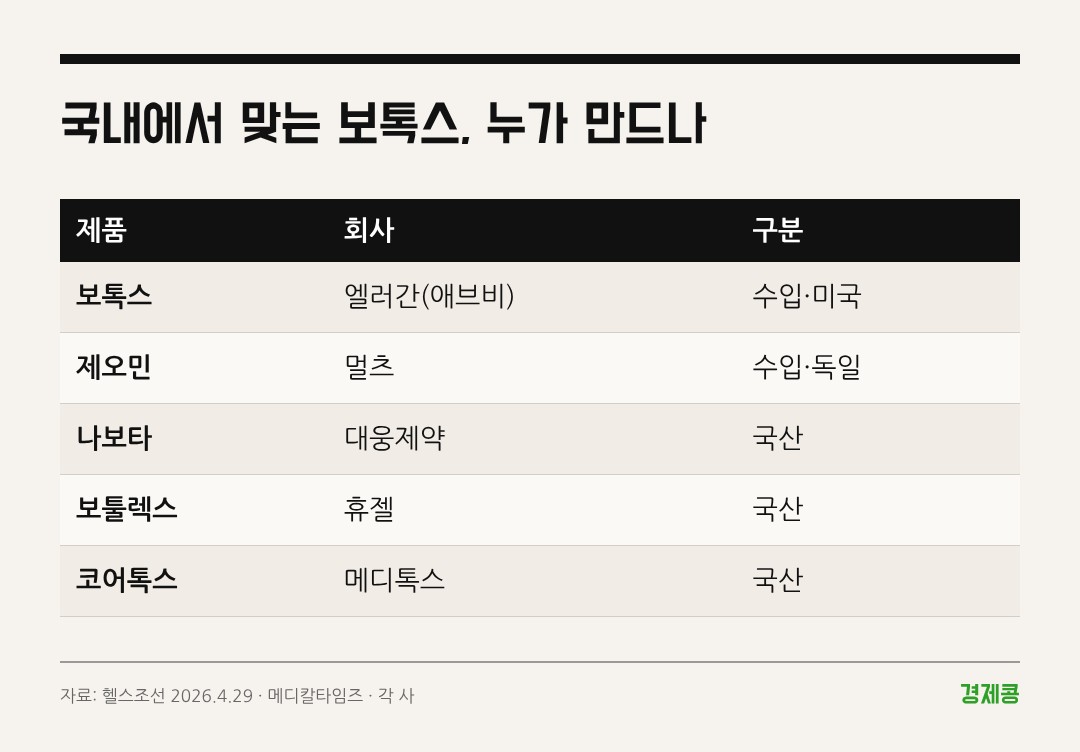 국내에서 맞는 보톡스, 누가 만드나
제품 회사 구분
보톡스 엘러간(애브비) 수입·미국
제오민 멀츠 수입·독일
나보타 대웅제약 국산
보툴렉스 휴젤 국산
코어톡스 메디톡스 국산
자료: 헬스조선 2026.4.29 · 메디칼타임즈 · 각 사
경제콩